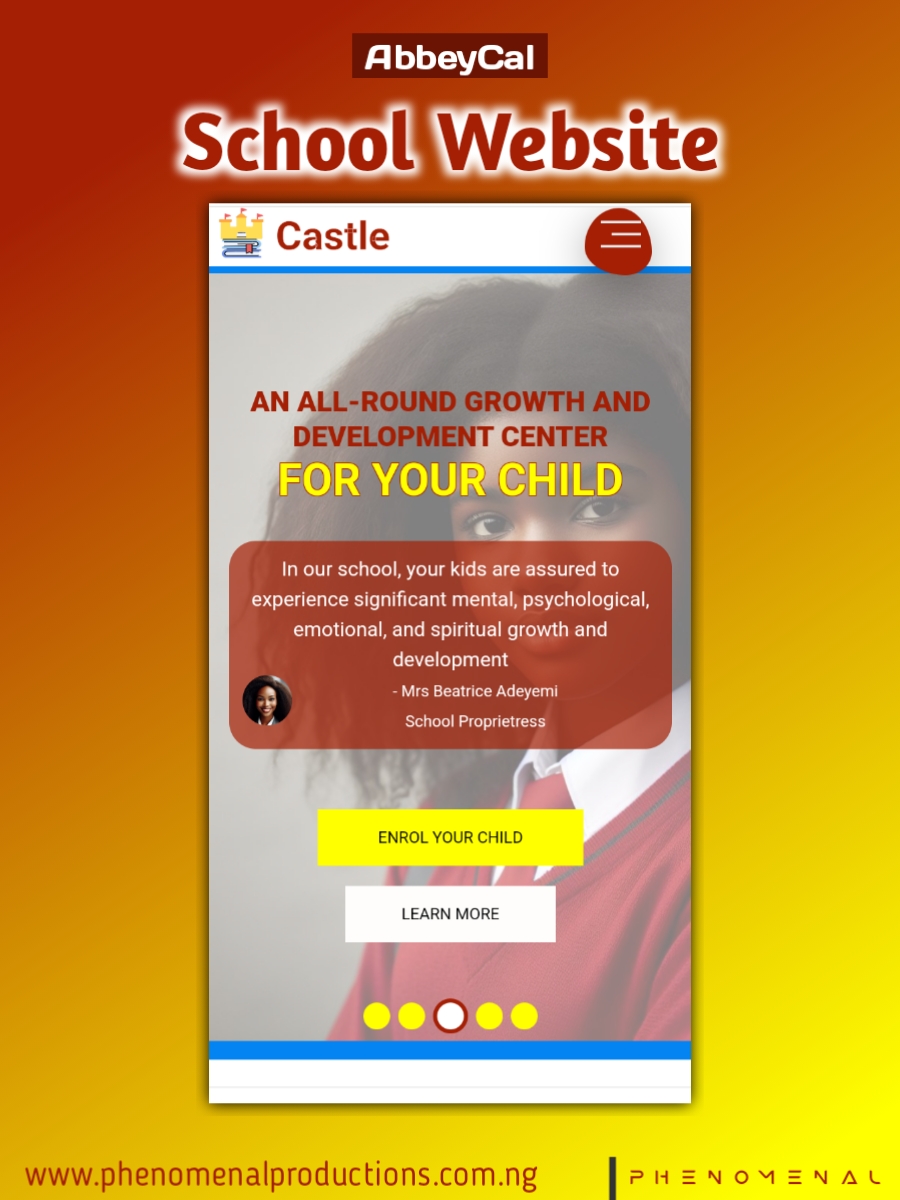 AbbeyCal
School Website
Castle
AN ALL-ROUND GROWTH AND
DEVELOPMENT CENTER
FOR YOUR CHILD
In our school, your kids are assured to
experience significant mental, psychological,
emotional, and spiritual growth and
development
- Mrs Beatrice Adeyemi
School Proprietress
ENROL YOUR CHILD
LEARN MORE
www.phenomenalproductions.com.ng
PHENOMENAL